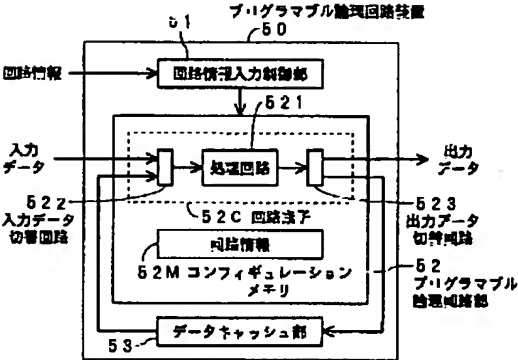 プログラマブル論理回路装置
50
51
回路情報
回路情報入力制御部
521
入力
データ
処理回路
出力
データ
522
入力データ
切替回路
523
出力データ
切替回路
52C 回路素子
回路情報
52M コンフィギュレーション
メモリ
52
プログラマブル
論理回路部
53
データキャッシュ部